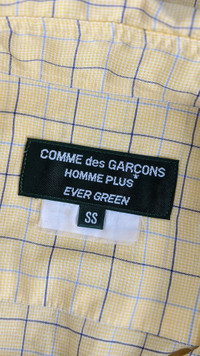 COMME des GARÇONS
HOMME PLUS*
EVER GREEN
SS